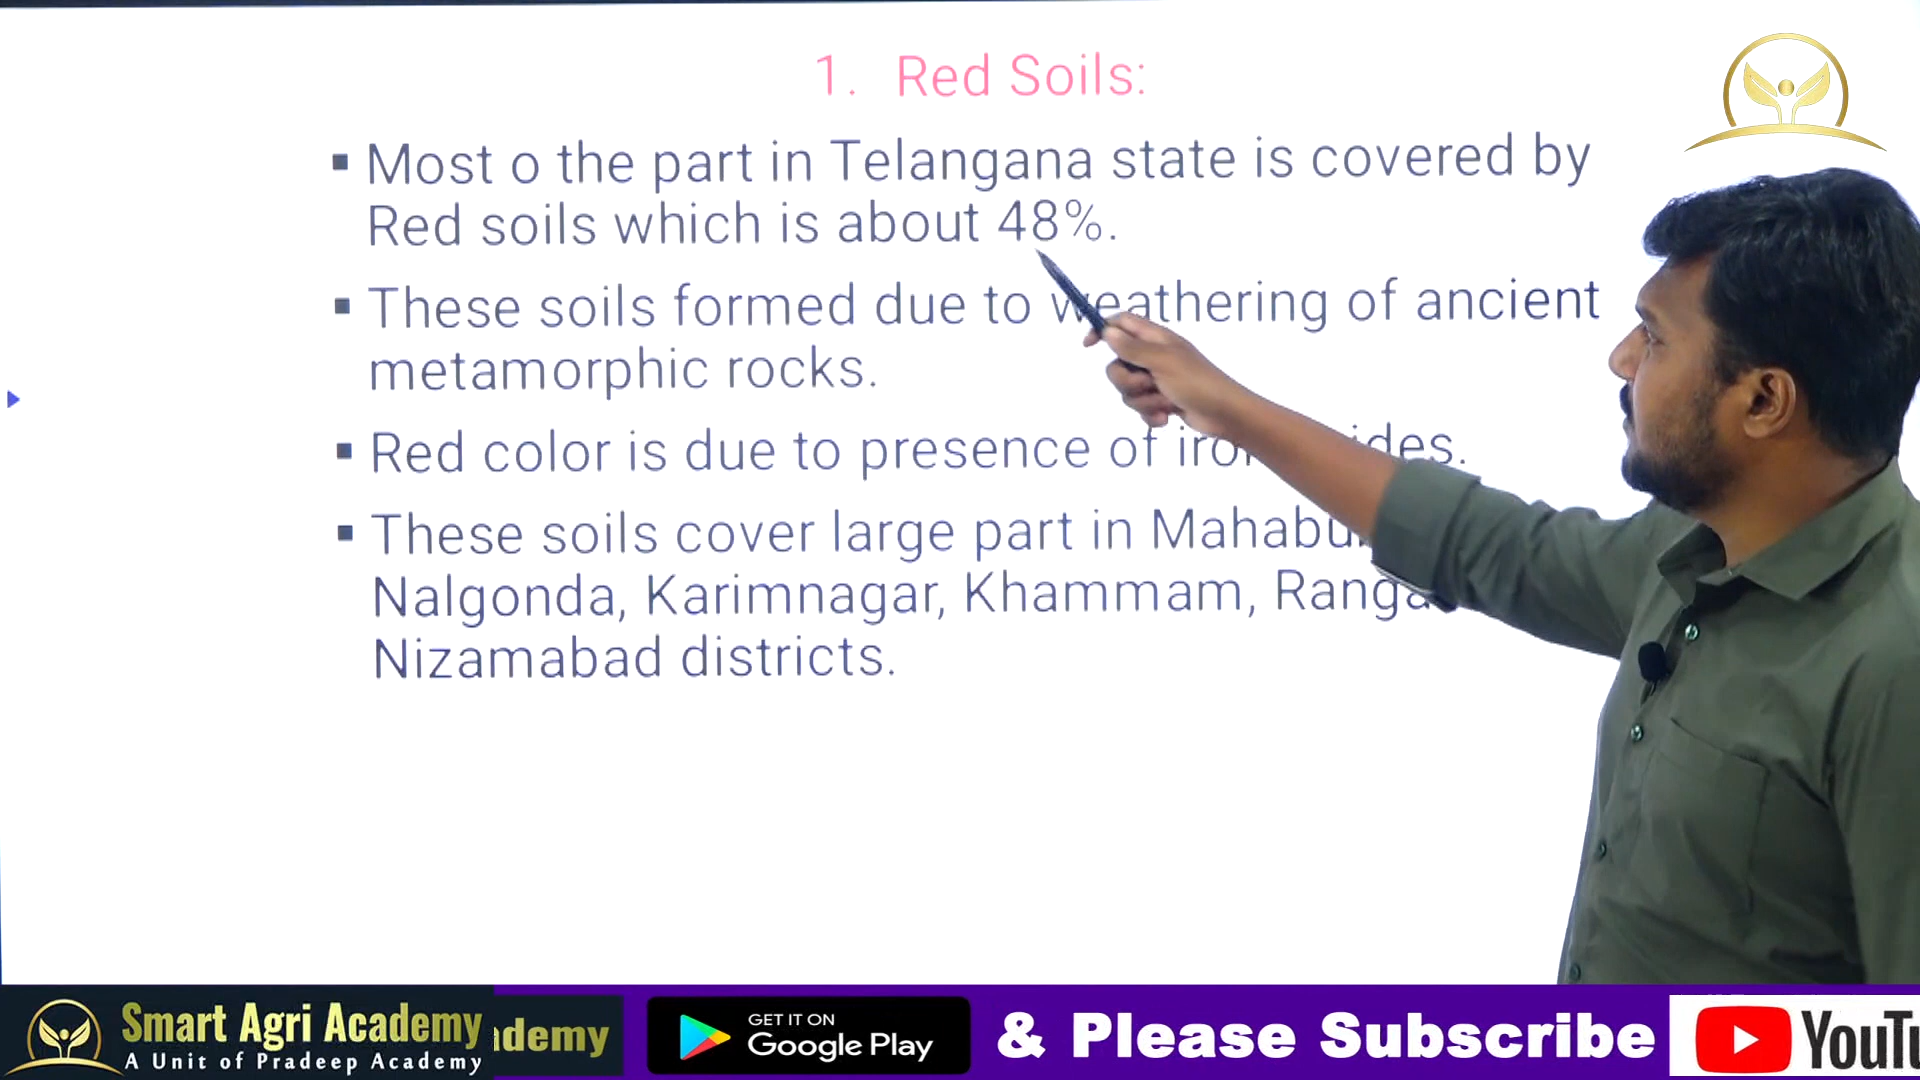 1. Red Soils:
▪ Most o the part in Telangana state is covered by
Red soils which is about 48%.
▪ These soils formed due to weathering of ancient
metamorphic rocks.
▪ Red color is due to presence of
▪ These soils cover large part in
Nalgonda, Karimnagar, Khammam,
Nizamabad districts.
Smart Agri Academy
A Unit of Pradeep Academy
GET IT ON
Google Play
& Please Subscribe